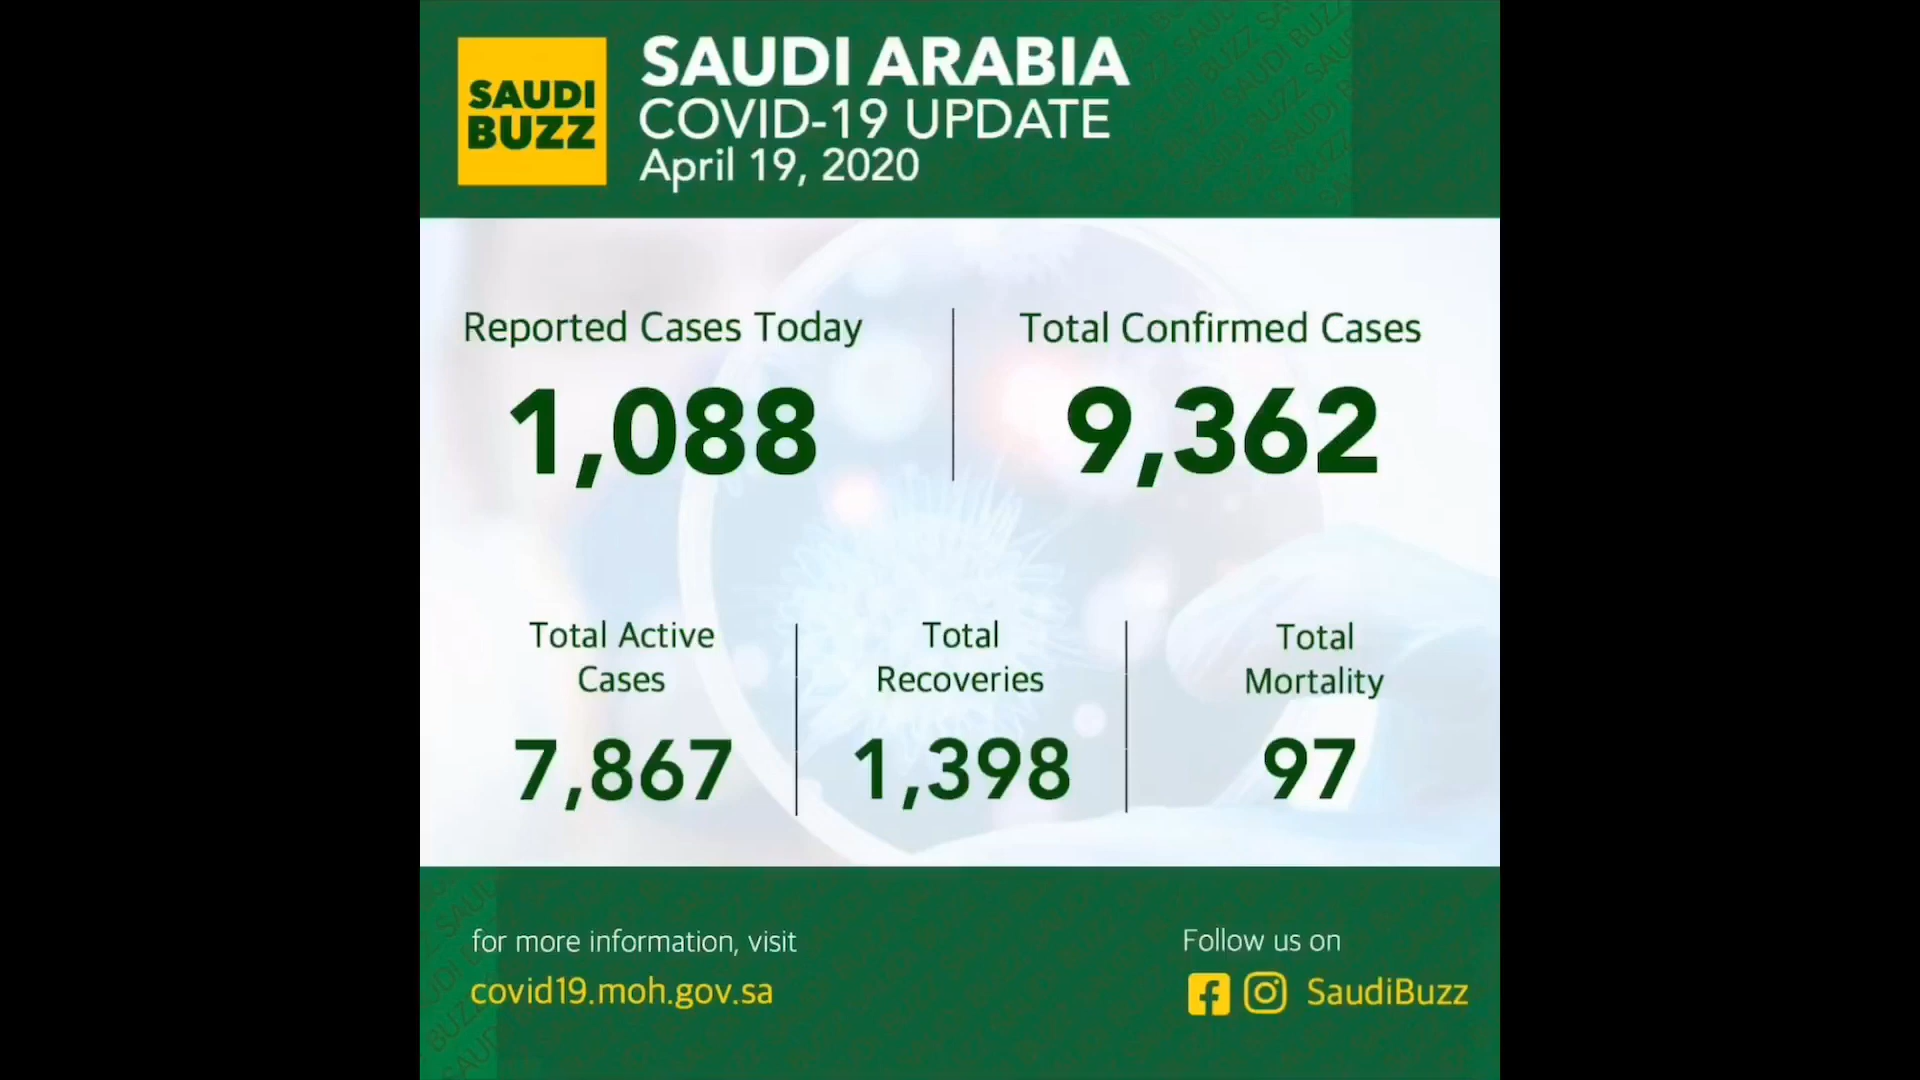 SAUDI
BUZZ
SAUDI ARABIA
COVID-19 UPDATE
April 19, 2020
Reported Cases Today
1,088
Total Confirmed Cases
9,362
Total Active
Cases
7,867
Total
Recoveries
1,398
Total
Mortality
97
for more information, visit
covid19.moh.gov.sa
Follow us on
SaudiBuzz